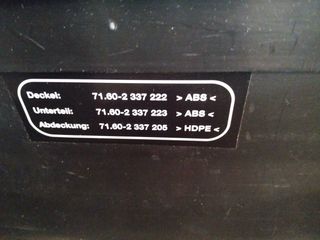 Deckel: 71.60-2 337 222 > ABS <
Unterteil: 71.60-2 337 223 > ABS <
Abdeckung: 71.60-2 337 205 > HDPE <